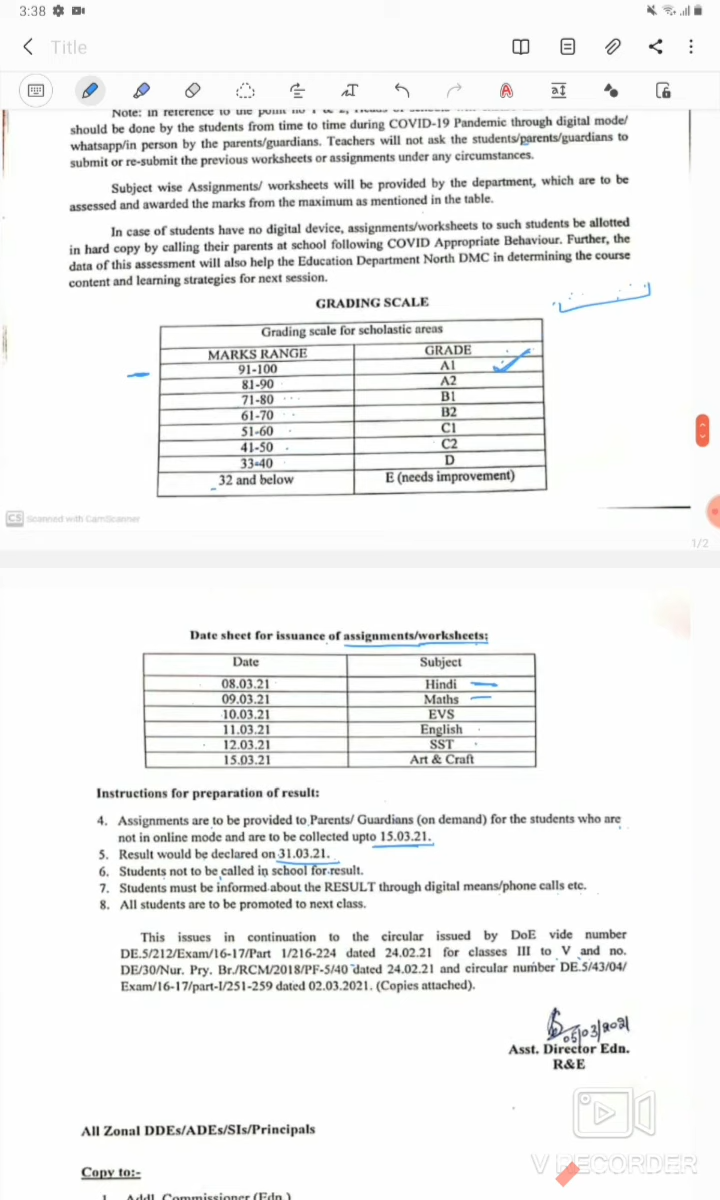 3:38
Title
Note: In reference to the point no 1 & 2,
should be done by the students from time to time during COVID-19 Pandemic through digital mode/
whatsapp/in person by the parents/guardians. Teachers will not ask the students/parents/guardians to
submit or re-submit the previous worksheets or assignments under any circumstances.
Subject wise Assignments/ worksheets will be provided by the department, which are to be
assessed and awarded the marks from the maximum as mentioned in the table.
In case of students have no digital device, assignments/worksheets to such students be allotted
in hard copy by calling their parents at school following COVID Appropriate Behaviour. Further, the
data of this assessment will also help the Education Department North DMC in determining the course
content and learning strategies for next session.
GRADING SCALE
Grading scale for scholastic areas
MARKS RANGE GRADE
91-100 A1
81-90 A2
71-80 B1
61-70 B2
51-60 C1
41-50 C2
33-40 D
32 and below E (needs improvement)
CS Scanned with CamScanner
1/2
Date sheet for issuance of assignments/worksheets:
Date Subject
08.03.21 Hindi
09.03.21 Maths
10.03.21 EVS
11.03.21 English
12.03.21 SST
15.03.21 Art & Craft
Instructions for preparation of result:
4. Assignments are to be provided to Parents/ Guardians (on demand) for the students who are
not in online mode and are to be collected upto 15.03.21.
5. Result would be declared on 31.03.21.
6. Students not to be called in school for result.
7. Students must be informed about the RESULT through digital means/phone calls etc.
8. All students are to be promoted to next class.
This issues in continuation to the circular issued by DoE vide number
DE.5/212/Exam/16-17/Part 1/216-224 dated 24.02.21 for classes III to V and no.
DE/30/Nur. Pry. Br./RCM/2018/PF-5/40 dated 24.02.21 and circular number DE.5/43/04/
Exam/16-17/part-I/251-259 dated 02.03.2021. (Copies attached).
05/03/2021
Asst. Director Edn.
R&E
All Zonal DDEs/ADEs/SIs/Principals
V RECORDER
Copy to:-
1. Addl. Commissioner (Edn.)